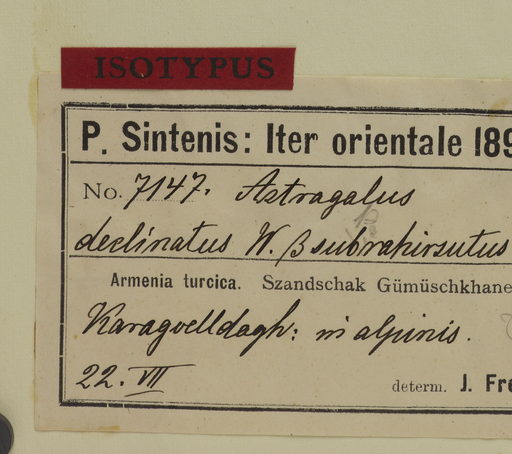 ISOTYPUS
P. Sintenis: Iter orientale 189
No. 7147. Astragalus
declinatus W. β subrahirsutus
Armenia turcica. Szandschak Gümüschkhane
Karagoelldagh: in alpinis.
22. VII
determ. J. Fre